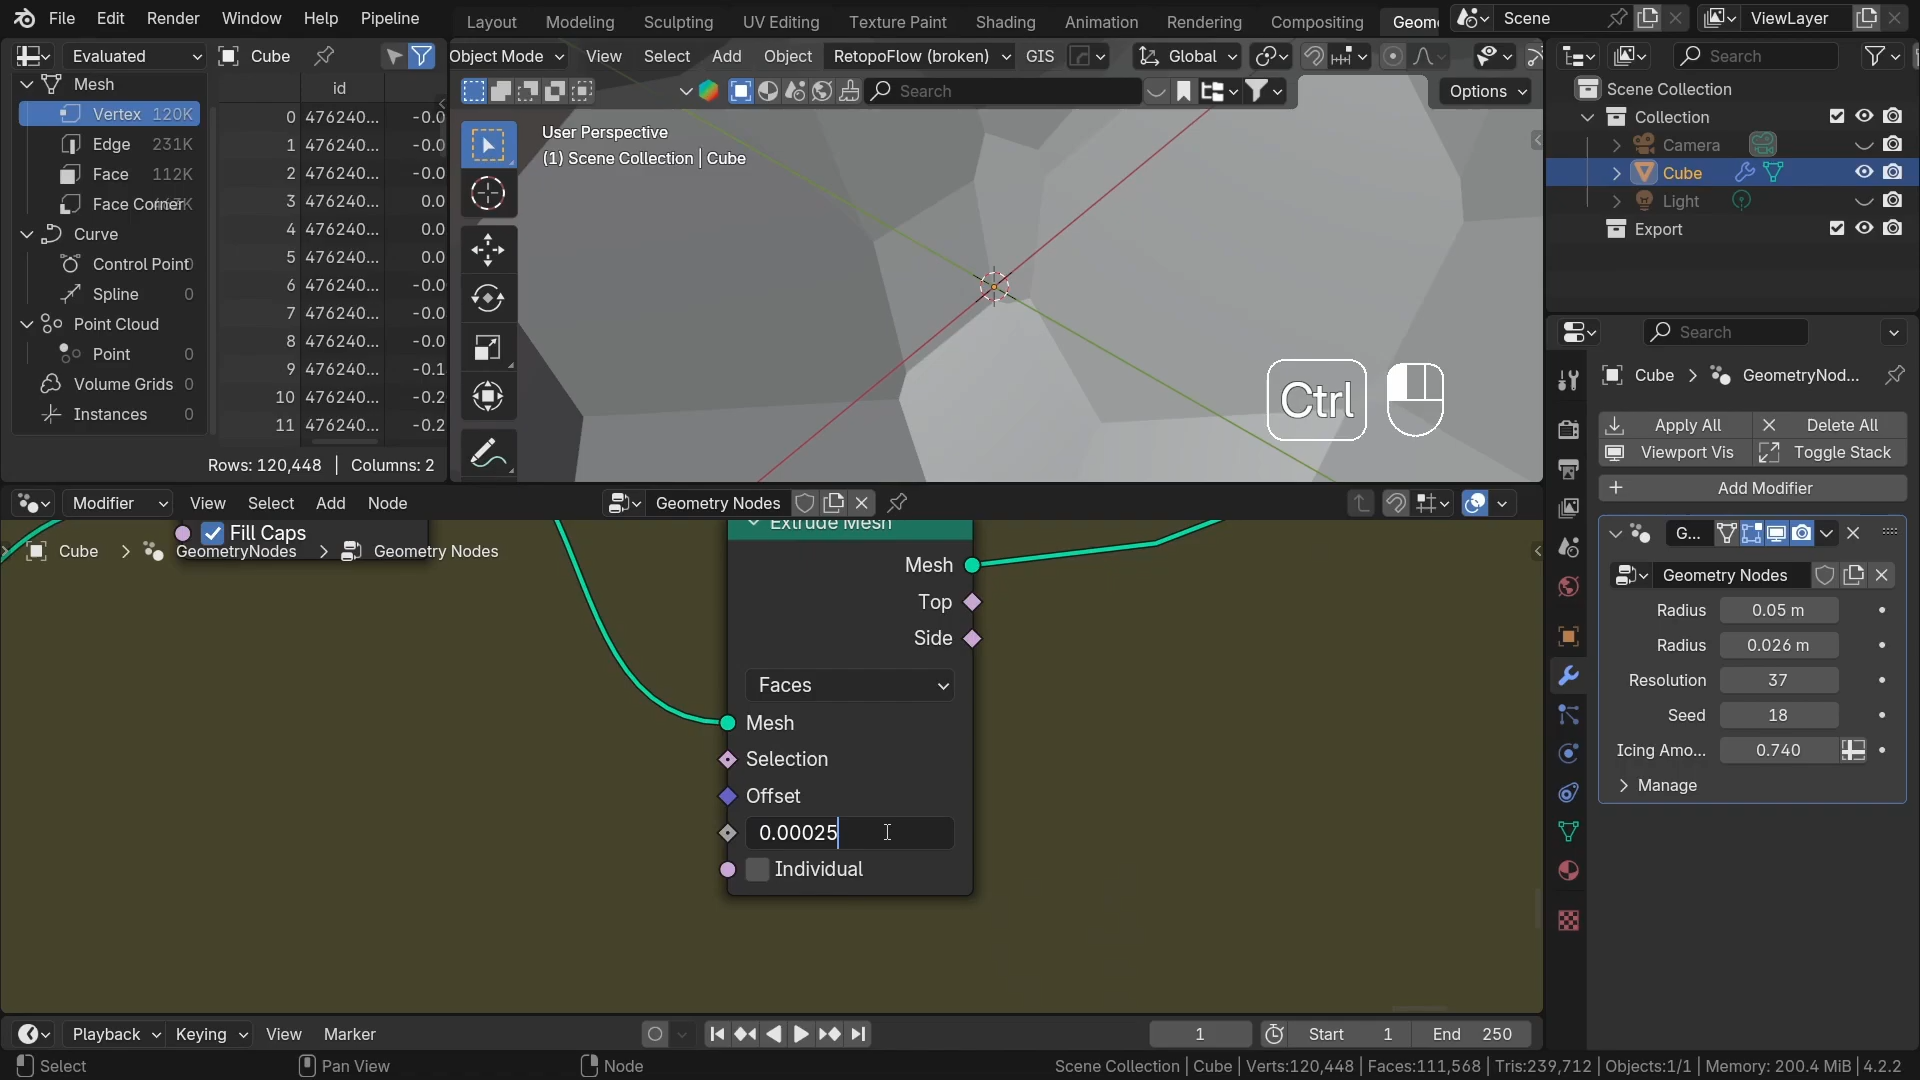 File Edit Render Window Help Pipeline
Layout Modeling Sculpting UV Editing Texture Paint Shading Animation Rendering Compositing Geom
Scene
ViewLayer
Evaluated
Cube
Object Mode View Select Add Object RetopoFlow (broken) GIS Global
Search
Mesh
id
Search
Options
Scene Collection
Vertex 120K
0 476240... -0.0
User Perspective
Collection
Edge 231K
1 476240... -0.0
(1) Scene Collection | Cube
Camera
Face 112K
2 476240... -0.0
Cube
Face Corner
3 476240... 0.0
Light
Curve
4 476240... 0.0
Export
Control Point
5 476240... 0.0
Spline 0
6 476240... -0.0
Point Cloud
7 476240... -0.0
Search
Point 0
8 476240... -0.0
Volume Grids 0
9 476240... -0.1
Cube GeometryNod...
Instances 0
10 476240... -0.2
Ctrl
11 476240... -0.2
Apply All Delete All
Rows: 120,448 | Columns: 2
Viewport Vis Toggle Stack
Add Modifier
Modifier View Select Add Node
Geometry Nodes
Fill Caps
Extrude Mesh
G...
Cube GeometryNodes Geometry Nodes
Mesh
Geometry Nodes
Top
Radius 0.05 m
Side
Radius 0.026 m
Faces
Resolution 37
Mesh
Seed 18
Selection
Icing Amo... 0.740
Offset
Manage
0.00025
Individual
Playback Keying View Marker
1
Start 1 End 250
Select
Pan View
Node
Scene Collection | Cube | Verts:120,448 | Faces:111,568 | Tris:239,712 | Objects:1/1 | Memory: 200.4 MiB | 4.2.2